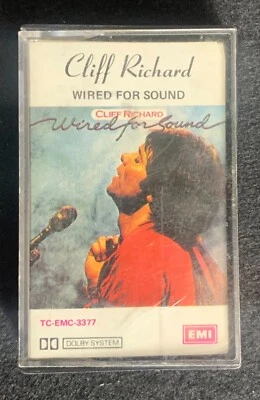 Cliff Richard
WIRED FOR SOUND
CLIFF RICHARD
Wired for Sound
TC-EMC-3377
DOLBY SYSTEM
EMI